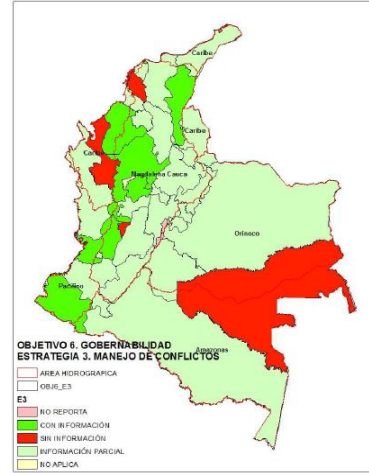 Caribe
Caribe
Caribe
Magdalena Cauca
Orinoco
Pacifico
Amazonas
OBJETIVO 6. GOBERNABILIDAD
ESTRATEGIA 3. MANEJO DE CONFLICTOS
AREA HIDROGRAFICA
OBJ6_E3
E3
NO REPORTA
CON INFORMACIÓN
SIN INFORMACIÓN
INFORMACIÓN PARCIAL
NO APLICA